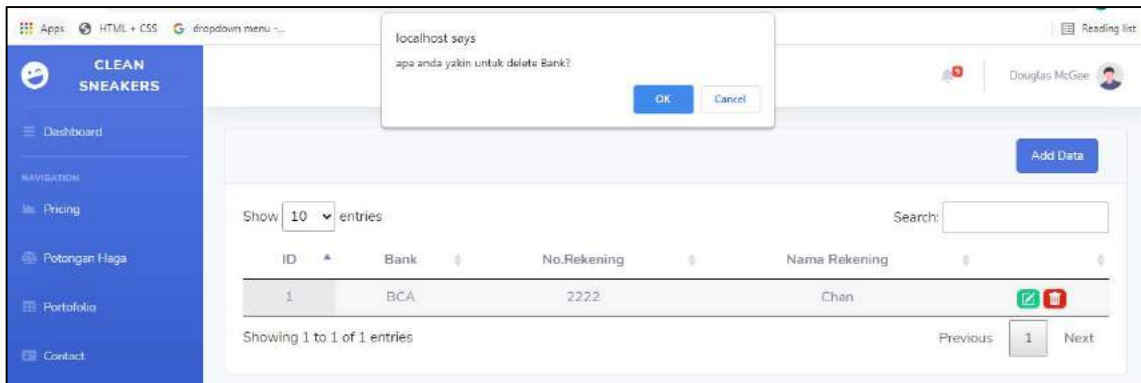 Apps HTML + CSS dropdown menu -...
Reading list
localhost says
apa anda yakin untuk delete Bank?
OK Cancel
CLEAN
SNEAKERS
Douglas McGee
Dashboard
Add Data
NAVIGATION
Pricing
Show 10 entries Search:
Potongan Haga
ID Bank No.Rekening Nama Rekening
1 BCA 2222 Chan
Portofolio
Showing 1 to 1 of 1 entries Previous 1 Next
Contact